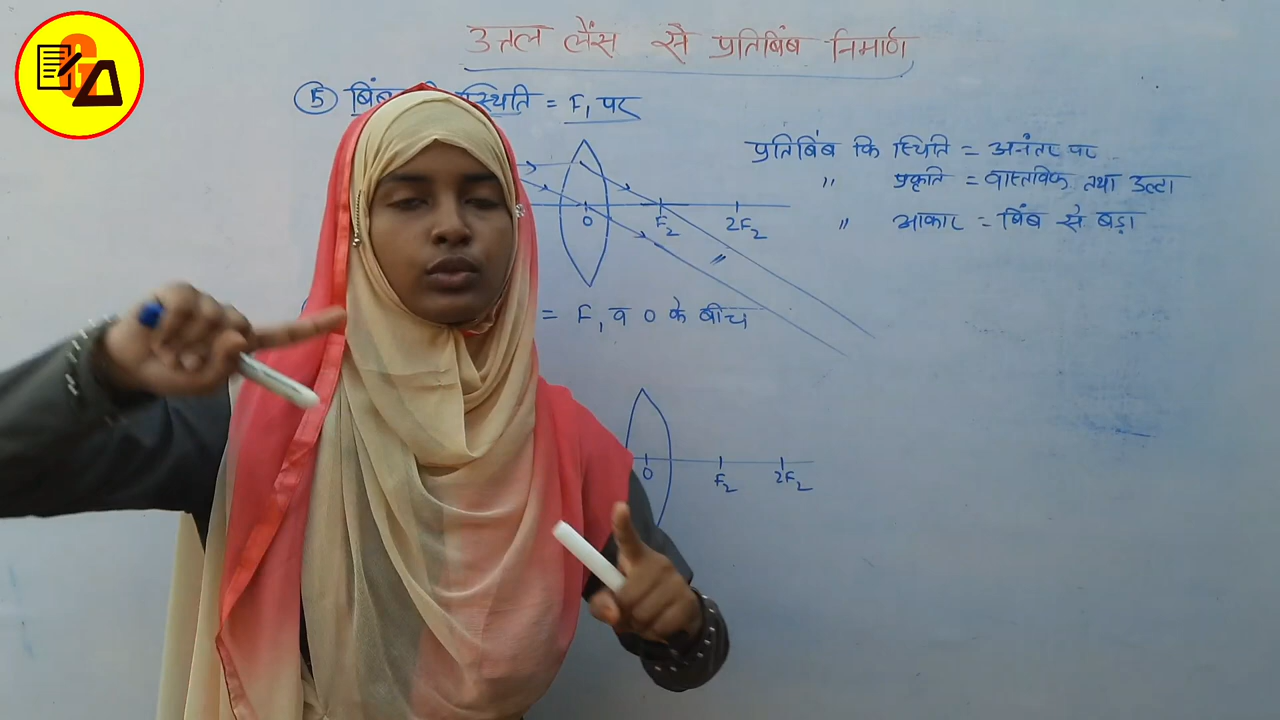 उत्तल लेंस से प्रतिबिंब निर्माण
⑤ बिंब स्थिति = F₁ पर
प्रतिबिंब कि स्थिति = अनंत पर
" प्रकृति = वास्तविक तथा उल्टा
" आकार = बिंब से बड़ा
O F₂ 2F₂
= F₁ व O के बीच
O F₂ 2F₂